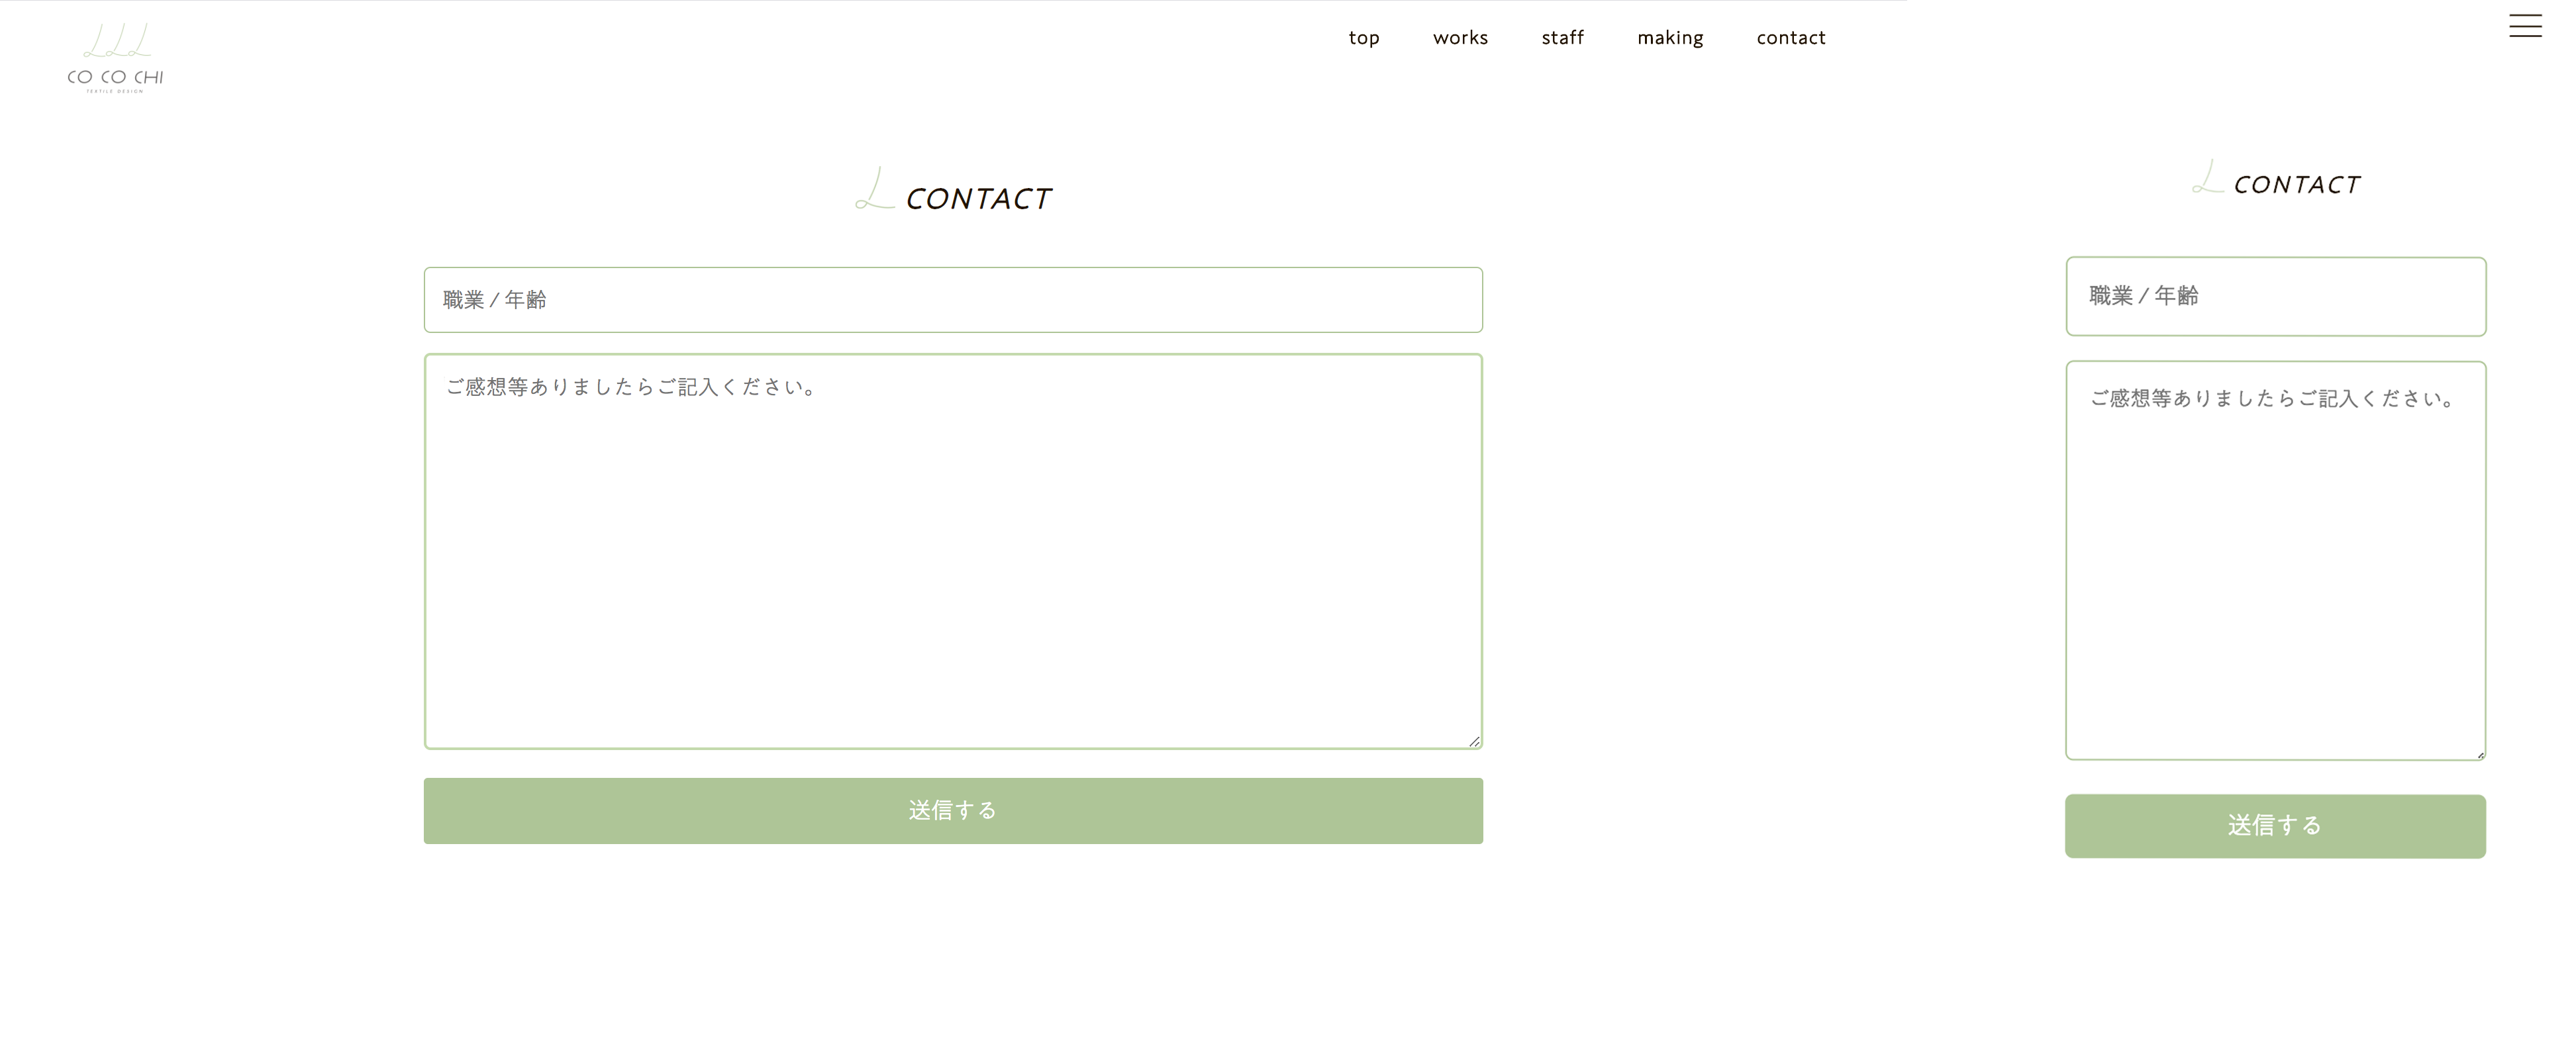 CO CO CHI
TEXTILE DESIGN
top works staff making contact
CONTACT
職業 / 年齢
ご感想等ありましたらご記入ください。
送信する
CONTACT
職業 / 年齢
ご感想等ありましたらご記入ください。
送信する